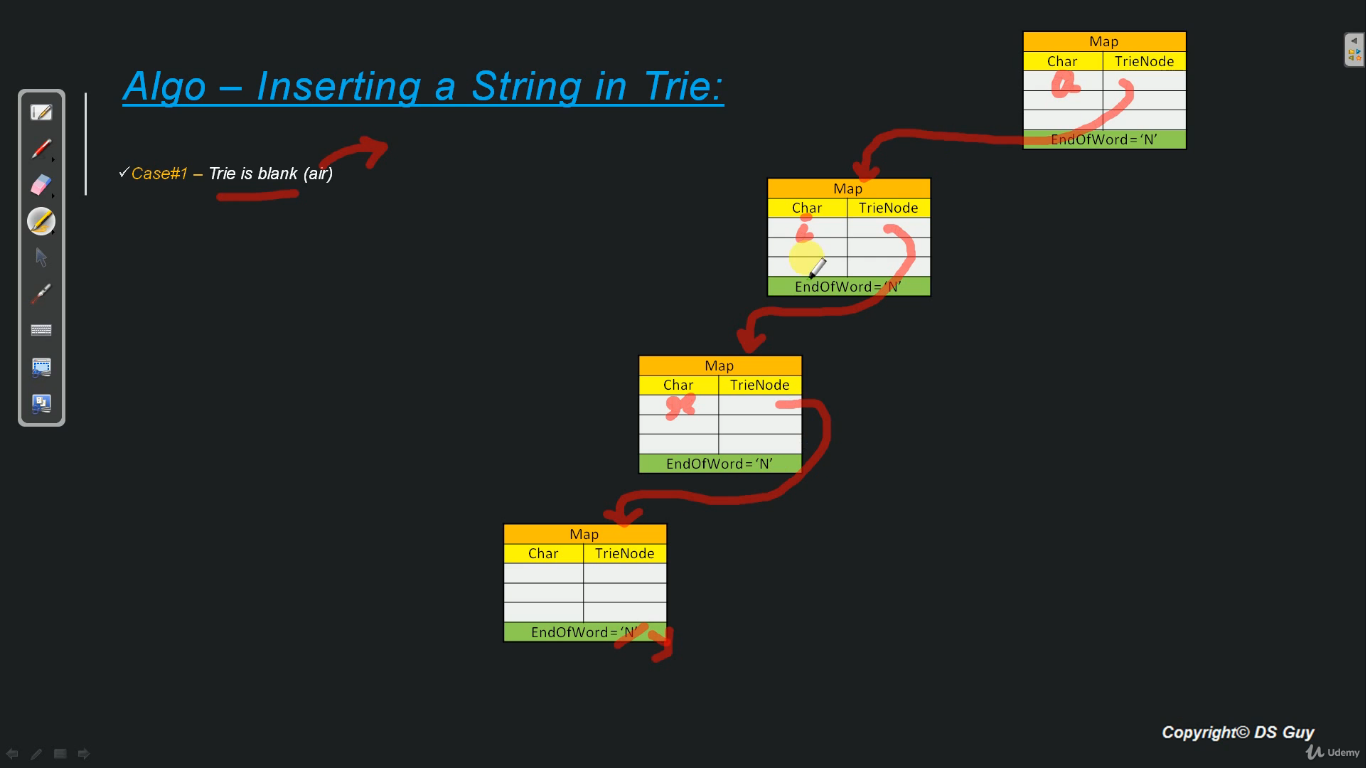 Algo – Inserting a String in Trie:
✓Case#1 – Trie is blank (air)
Map
Char TrieNode
a
EndOfWord = ‘N’
Map
Char TrieNode
i
EndOfWord = ‘N’
Map
Char TrieNode
r
EndOfWord = ‘N’
Map
Char TrieNode
EndOfWord = ‘N’
Copyright© DS Guy
Udemy